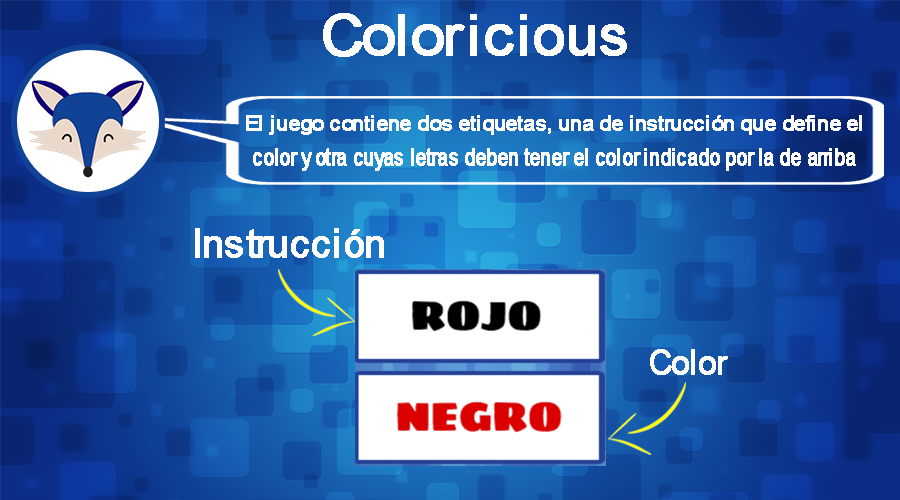 Coloricious
El juego contiene dos etiquetas, una de instrucción que define el
color y otra cuyas letras deben tener el color indicado por la de arriba
Instrucción
ROJO
Color
NEGRO